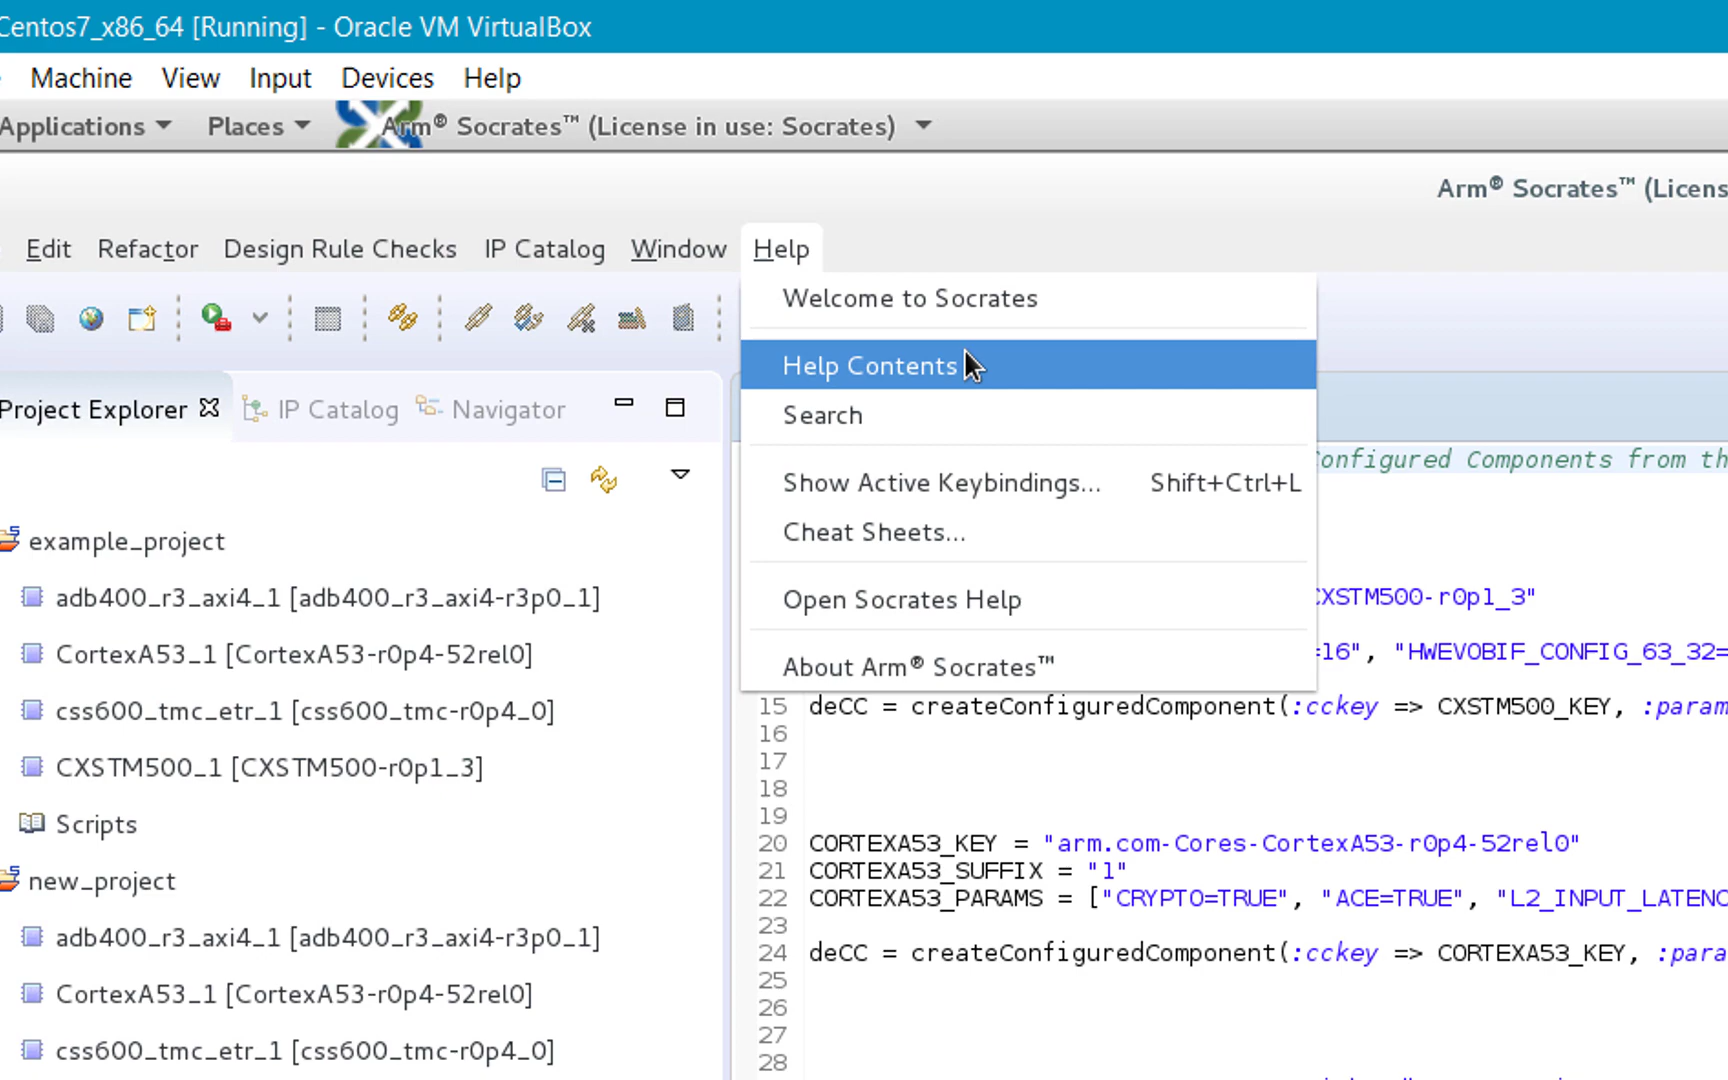 Centos7_x86_64 [Running] - Oracle VM VirtualBox
Machine View Input Devices Help
Applications Places Arm® Socrates™ (License in use: Socrates)
Arm® Socrates™ (Licens
Edit Refactor Design Rule Checks IP Catalog Window Help
Welcome to Socrates
Help Contents
Search
Show Active Keybindings... Shift+Ctrl+L
Cheat Sheets...
Open Socrates Help
About Arm® Socrates™
Project Explorer IP Catalog Navigator
example_project
adb400_r3_axi4_1 [adb400_r3_axi4-r3p0_1]
CortexA53_1 [CortexA53-r0p4-52rel0]
css600_tmc_etr_1 [css600_tmc-r0p4_0]
CXSTM500_1 [CXSTM500-r0p1_3]
Scripts
new_project
adb400_r3_axi4_1 [adb400_r3_axi4-r3p0_1]
CortexA53_1 [CortexA53-r0p4-52rel0]
css600_tmc_etr_1 [css600_tmc-r0p4_0]
onfigured Components from th
CXSTM500-r0p1_3"
=16", "HWEVOBIF_CONFIG_63_32=
15 deCC = createConfiguredComponent(:cckey => CXSTM500_KEY, :param
16
17
18
19
20 CORTEXA53_KEY = "arm.com-Cores-CortexA53-r0p4-52rel0"
21 CORTEXA53_SUFFIX = "1"
22 CORTEXA53_PARAMS = ["CRYPTO=TRUE", "ACE=TRUE", "L2_INPUT_LATENC
23
24 deCC = createConfiguredComponent(:cckey => CORTEXA53_KEY, :para
25
26
27
28